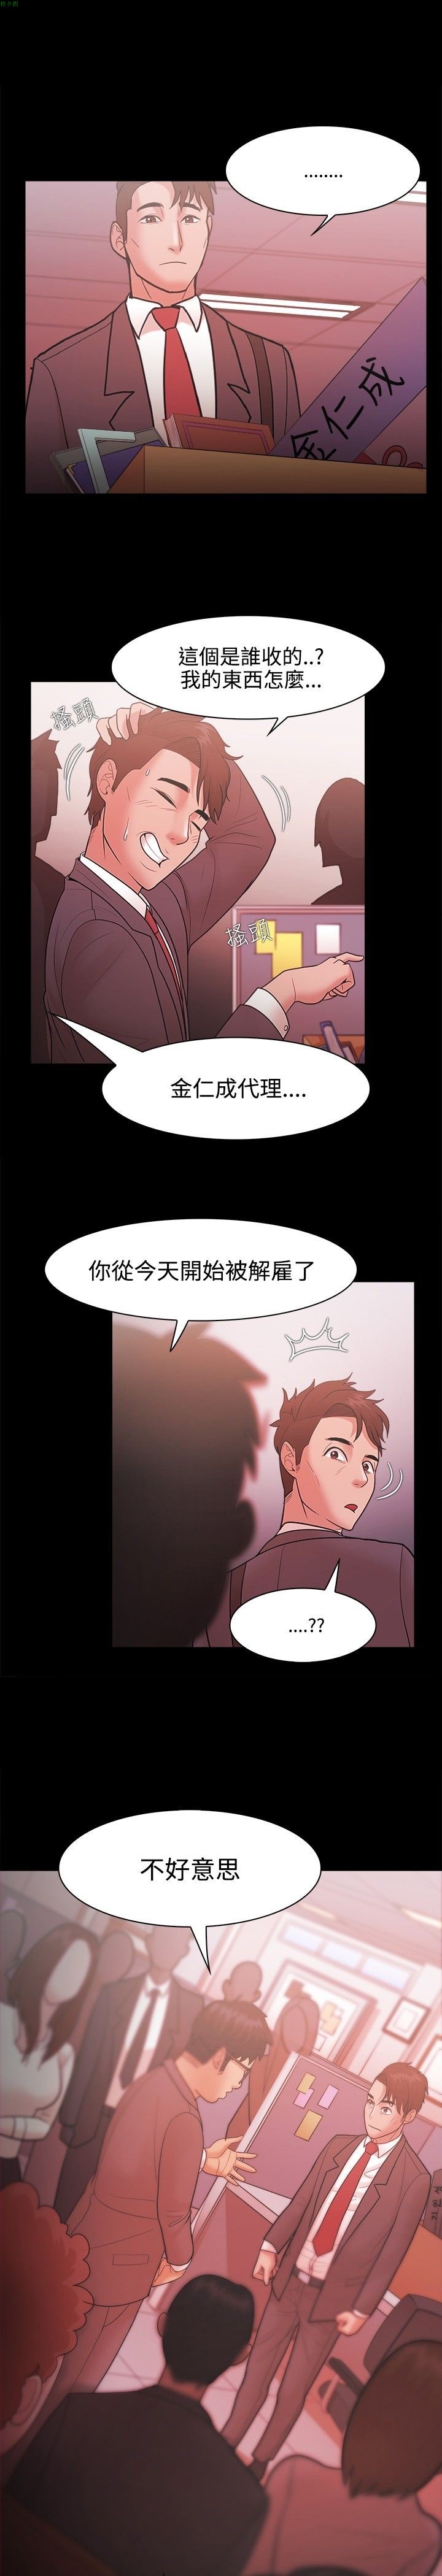 ........
金仁成
這個是誰收的..?
我的東西怎麼...
搔頭
搔頭
金仁成代理....
你從今天開始被解雇了
....??
不好意思